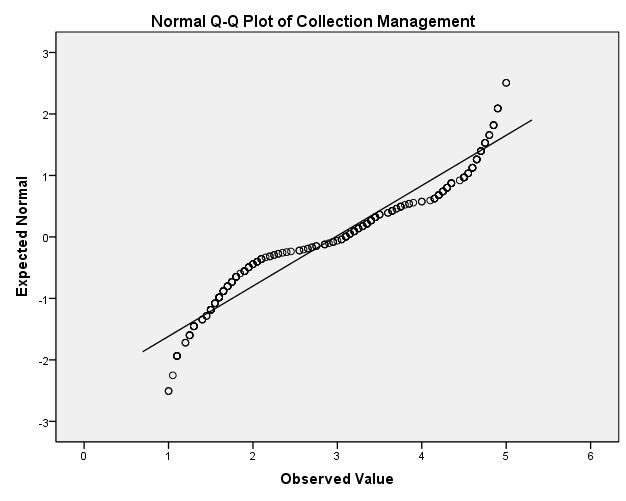 Normal Q-Q Plot of Collection Management
3
2
1
0
-1
-2
-3
Expected Normal
0 1 2 3 4 5 6
Observed Value